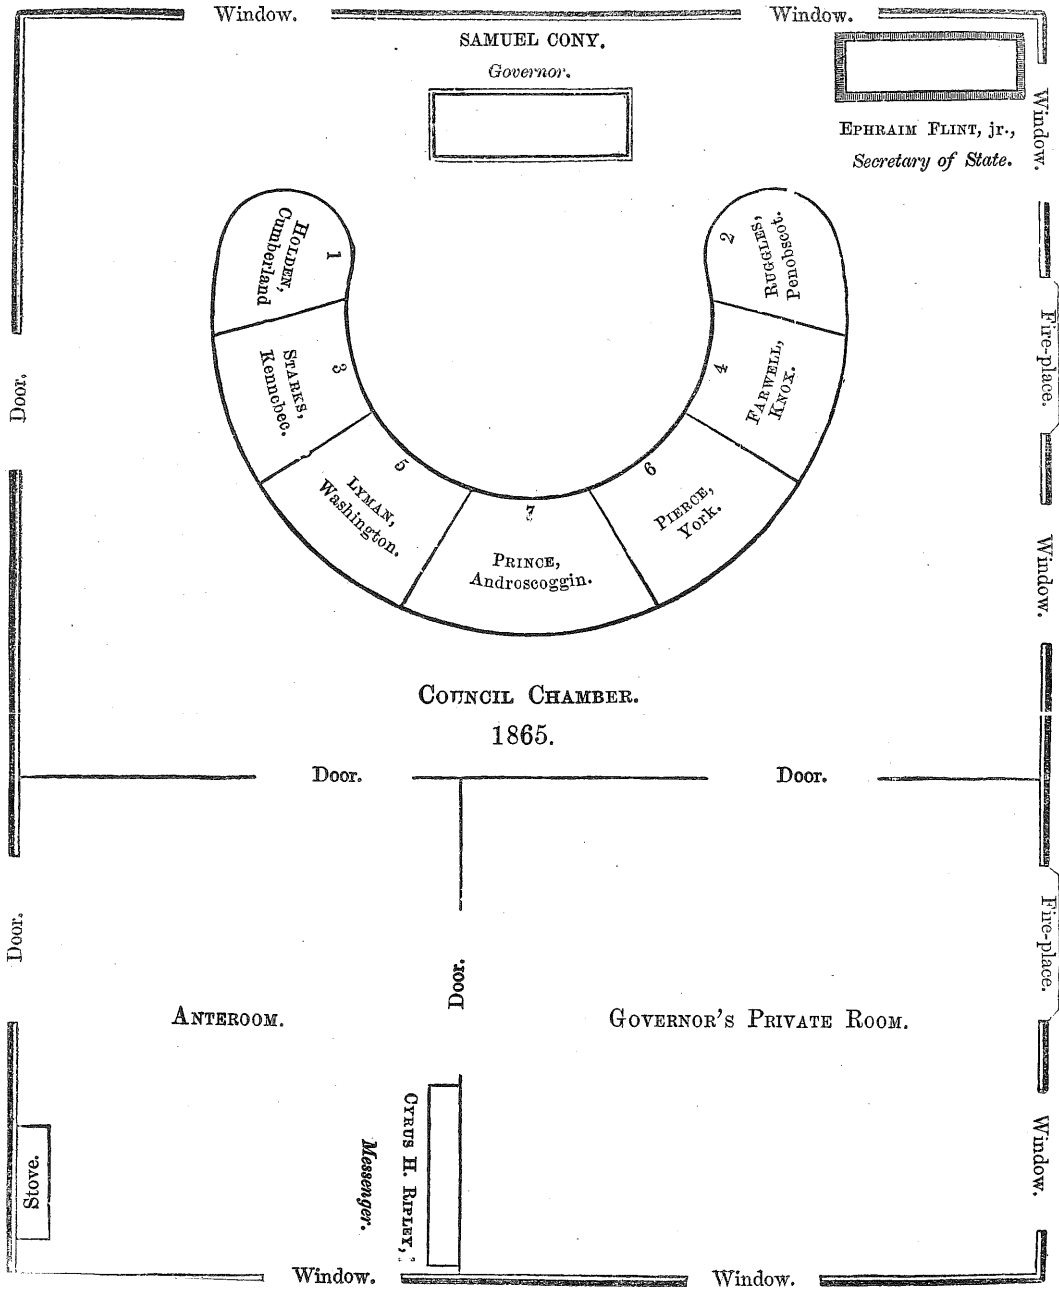 Window.
Window.
SAMUEL CONY.
Governor.
EPHRAIM FLINT, jr.,
Secretary of State.
Window.
HOLDEN,
Cumberland
1
2
RUGGLES,
Penobscot.
Fire-place.
Door.
STARKS,
Kennebec.
3
4
FARWELL,
KNOX.
LYMAN,
Washington.
5
6
PIERCE,
York.
7
PRINCE,
Androscoggin.
Window.
COUNCIL CHAMBER.
1865.
Door.
Door.
Door.
Door.
Fire-place.
ANTEROOM.
GOVERNOR'S PRIVATE ROOM.
Stove.
Messenger.
CYRUS H. RIPLEY,
Window.
Window.
Window.